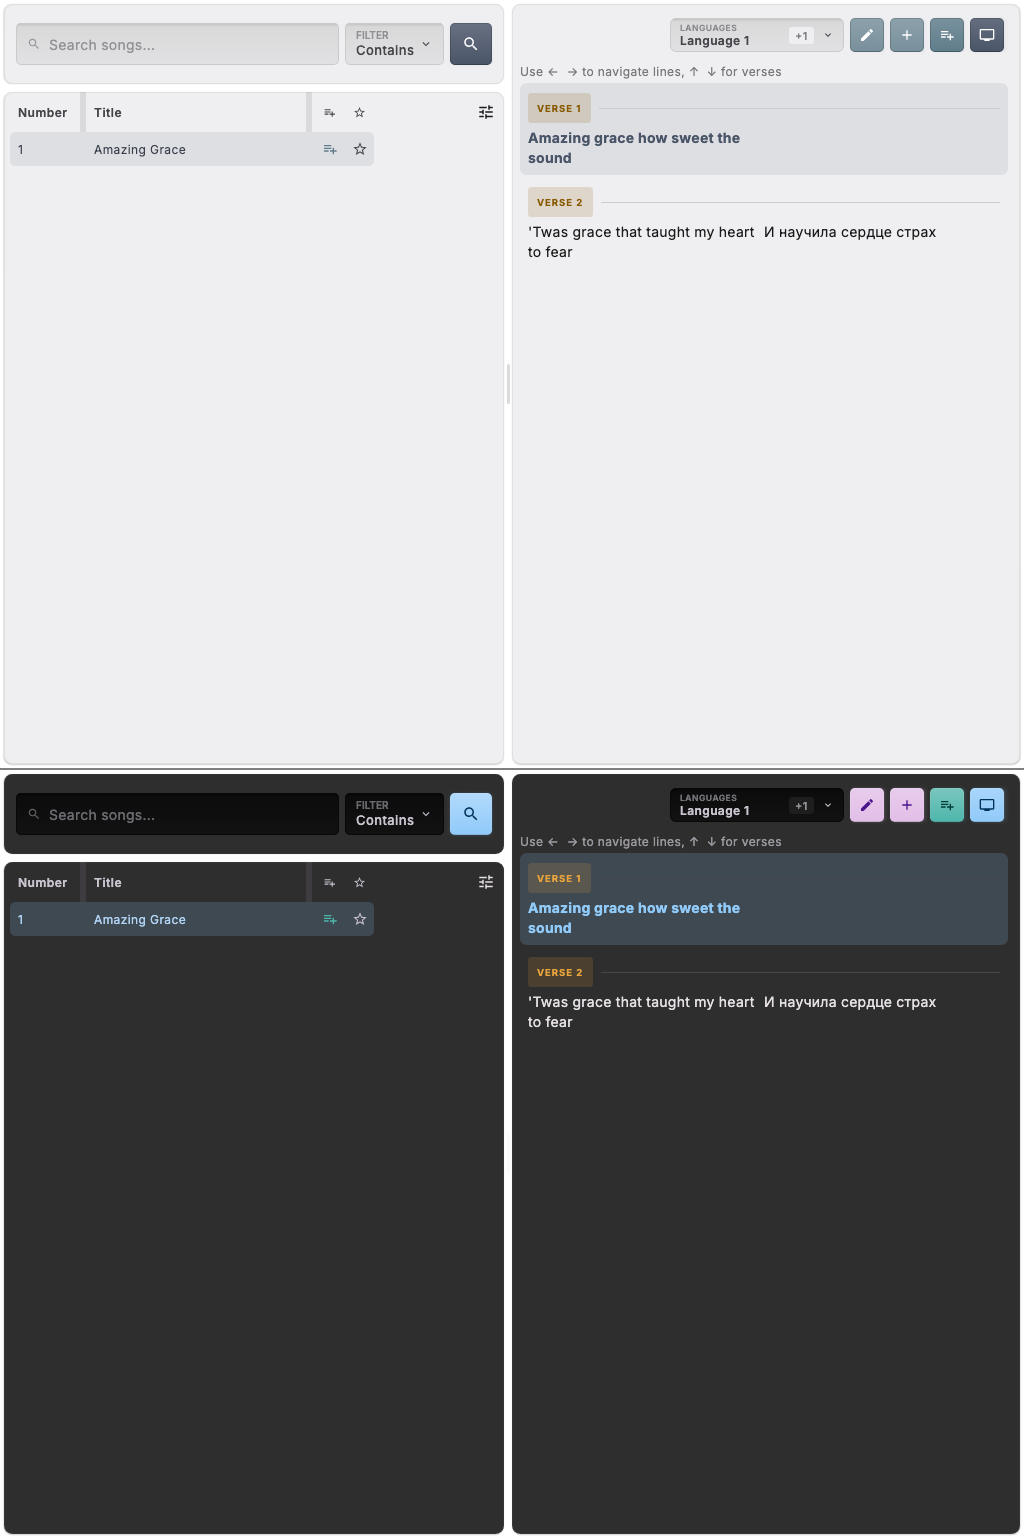 Search songs...
FILTER
Contains
Number
Title
1
Amazing Grace
LANGUAGES
Language 1
+1
Use ← → to navigate lines, ↑ ↓ for verses
VERSE 1
Amazing grace how sweet the
sound
VERSE 2
'Twas grace that taught my heart
to fear
И научила сердце страх
Search songs...
FILTER
Contains
Number
Title
1
Amazing Grace
LANGUAGES
Language 1
+1
Use ← → to navigate lines, ↑ ↓ for verses
VERSE 1
Amazing grace how sweet the
sound
VERSE 2
'Twas grace that taught my heart
to fear
И научила сердце страх